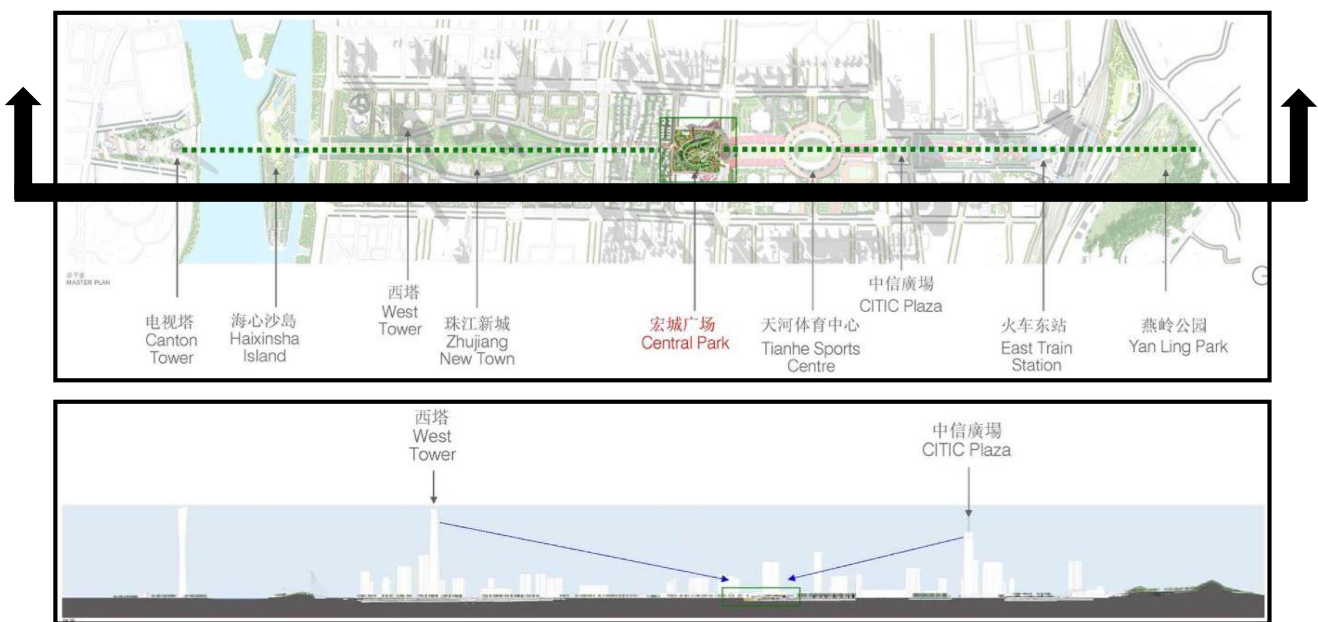 总平面
MASTER PLAN
电视塔
Canton
Tower
海心沙岛
Haixinsha
Island
西塔
West
Tower
珠江新城
Zhujiang
New Town
宏城广场
Central Park
天河体育中心
Tianhe Sports
Centre
中信廣場
CITIC Plaza
火车东站
East Train
Station
燕岭公园
Yan Ling Park
西塔
West
Tower
中信廣場
CITIC Plaza